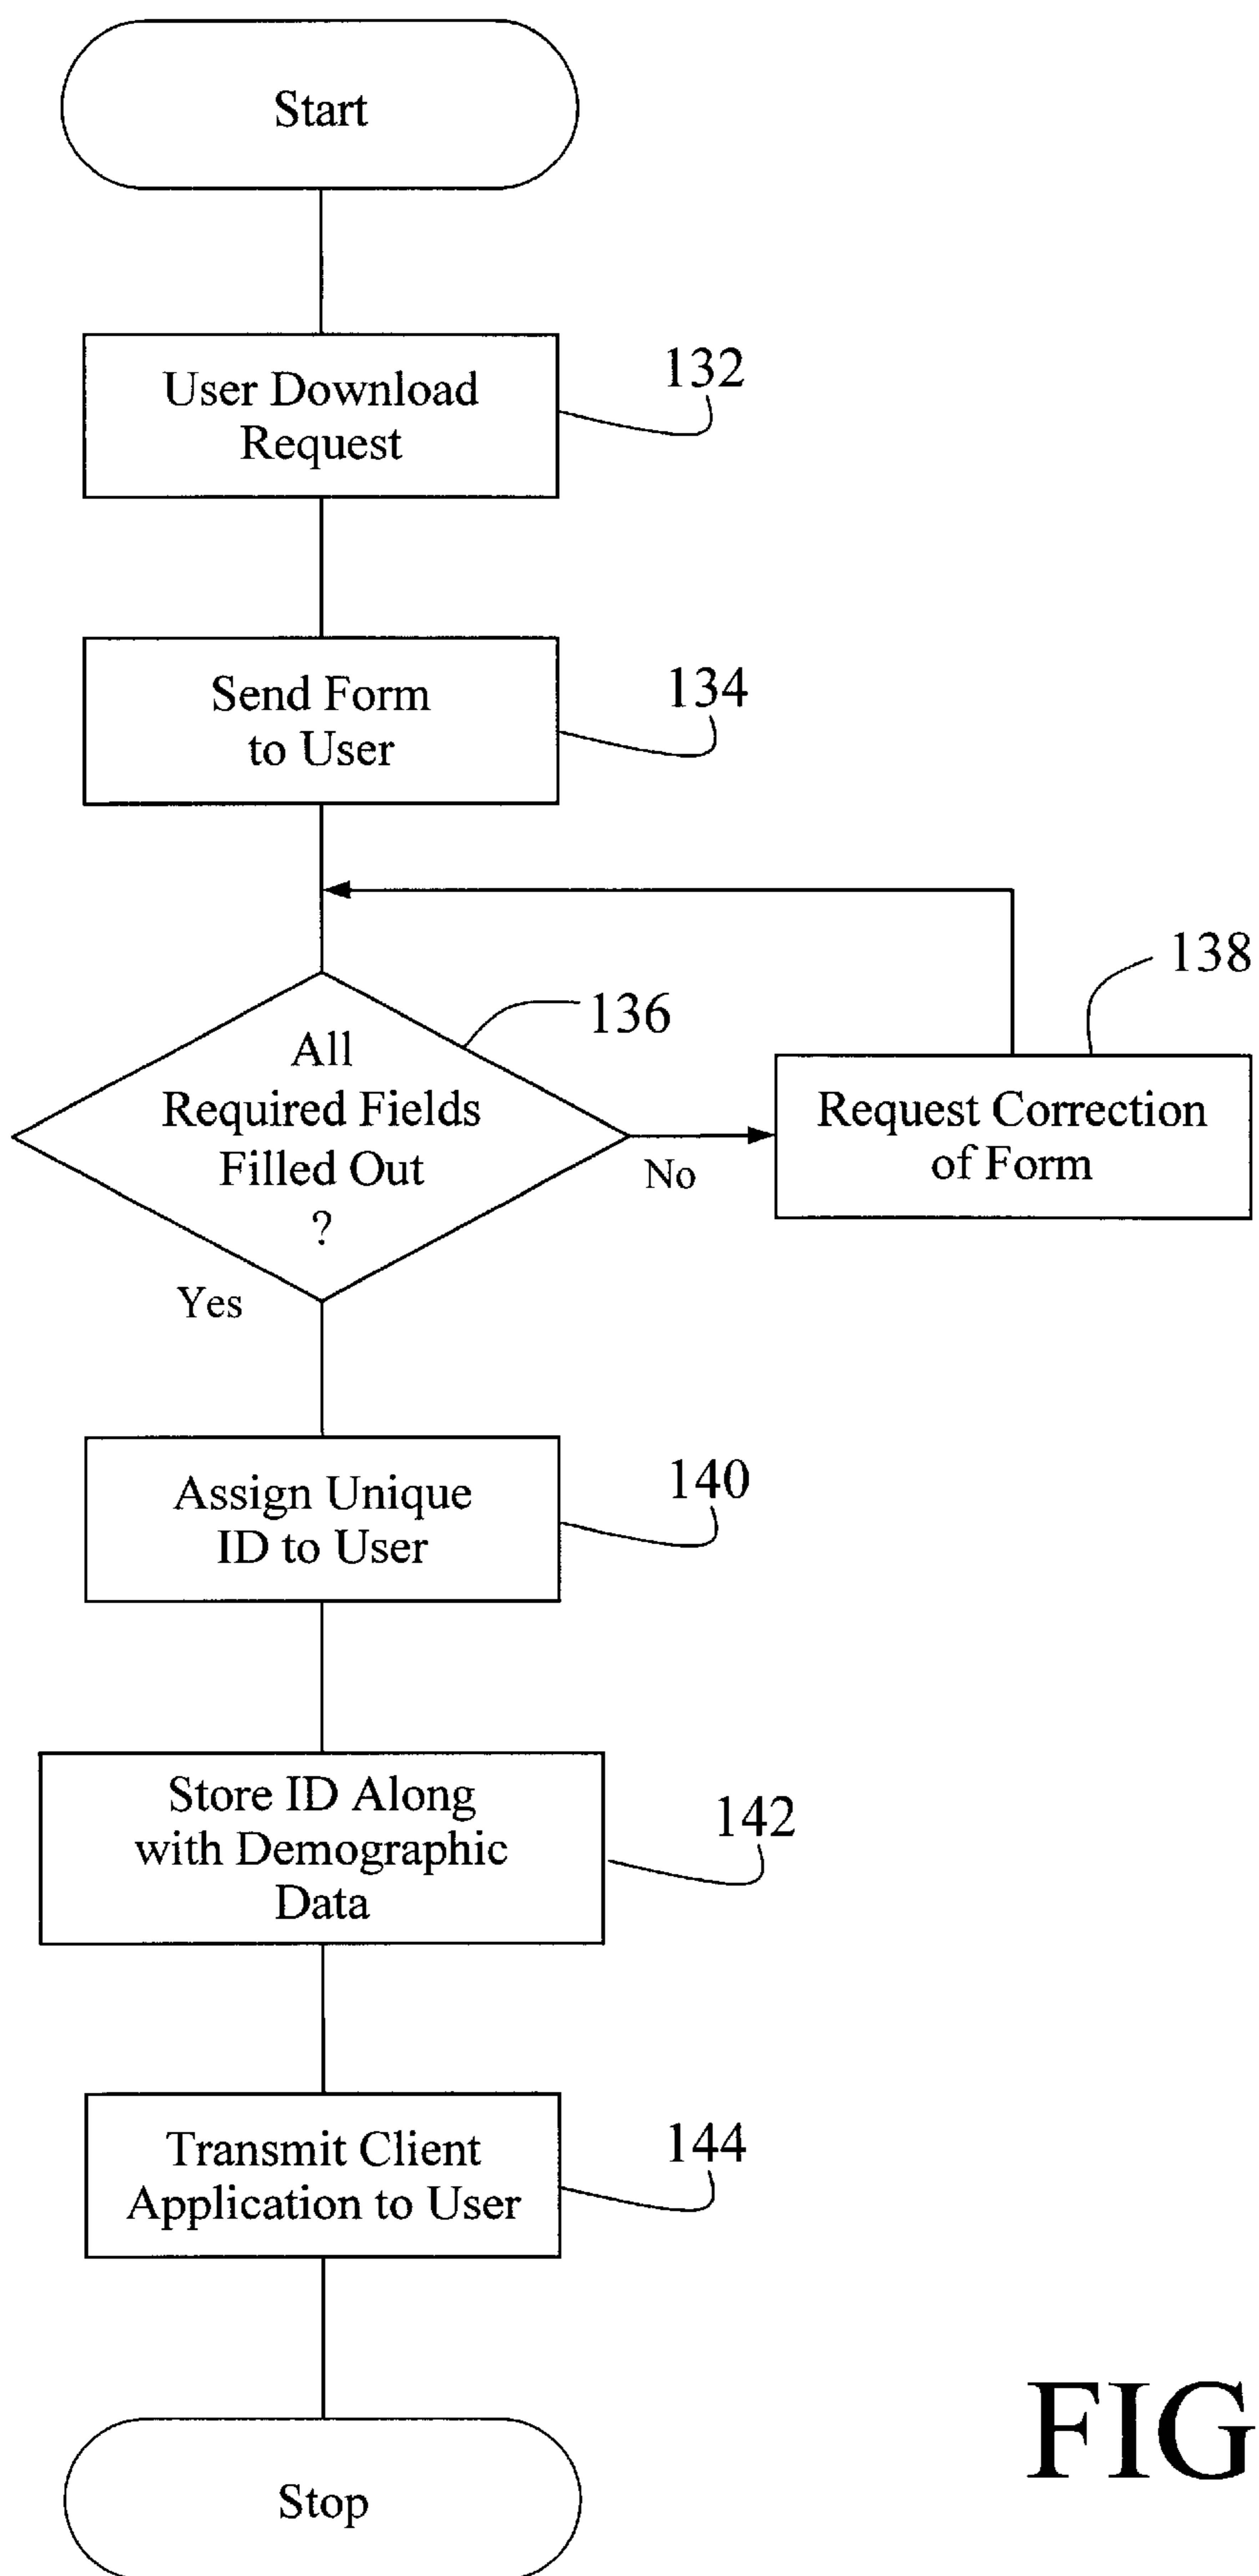 Start
User Download
Request
132
Send Form
to User
134
138
136
All
Required Fields
Filled Out
?
No
Request Correction
of Form
Yes
Assign Unique
ID to User
140
Store ID Along
with Demographic
Data
142
Transmit Client
Application to User
144
FIG
Stop